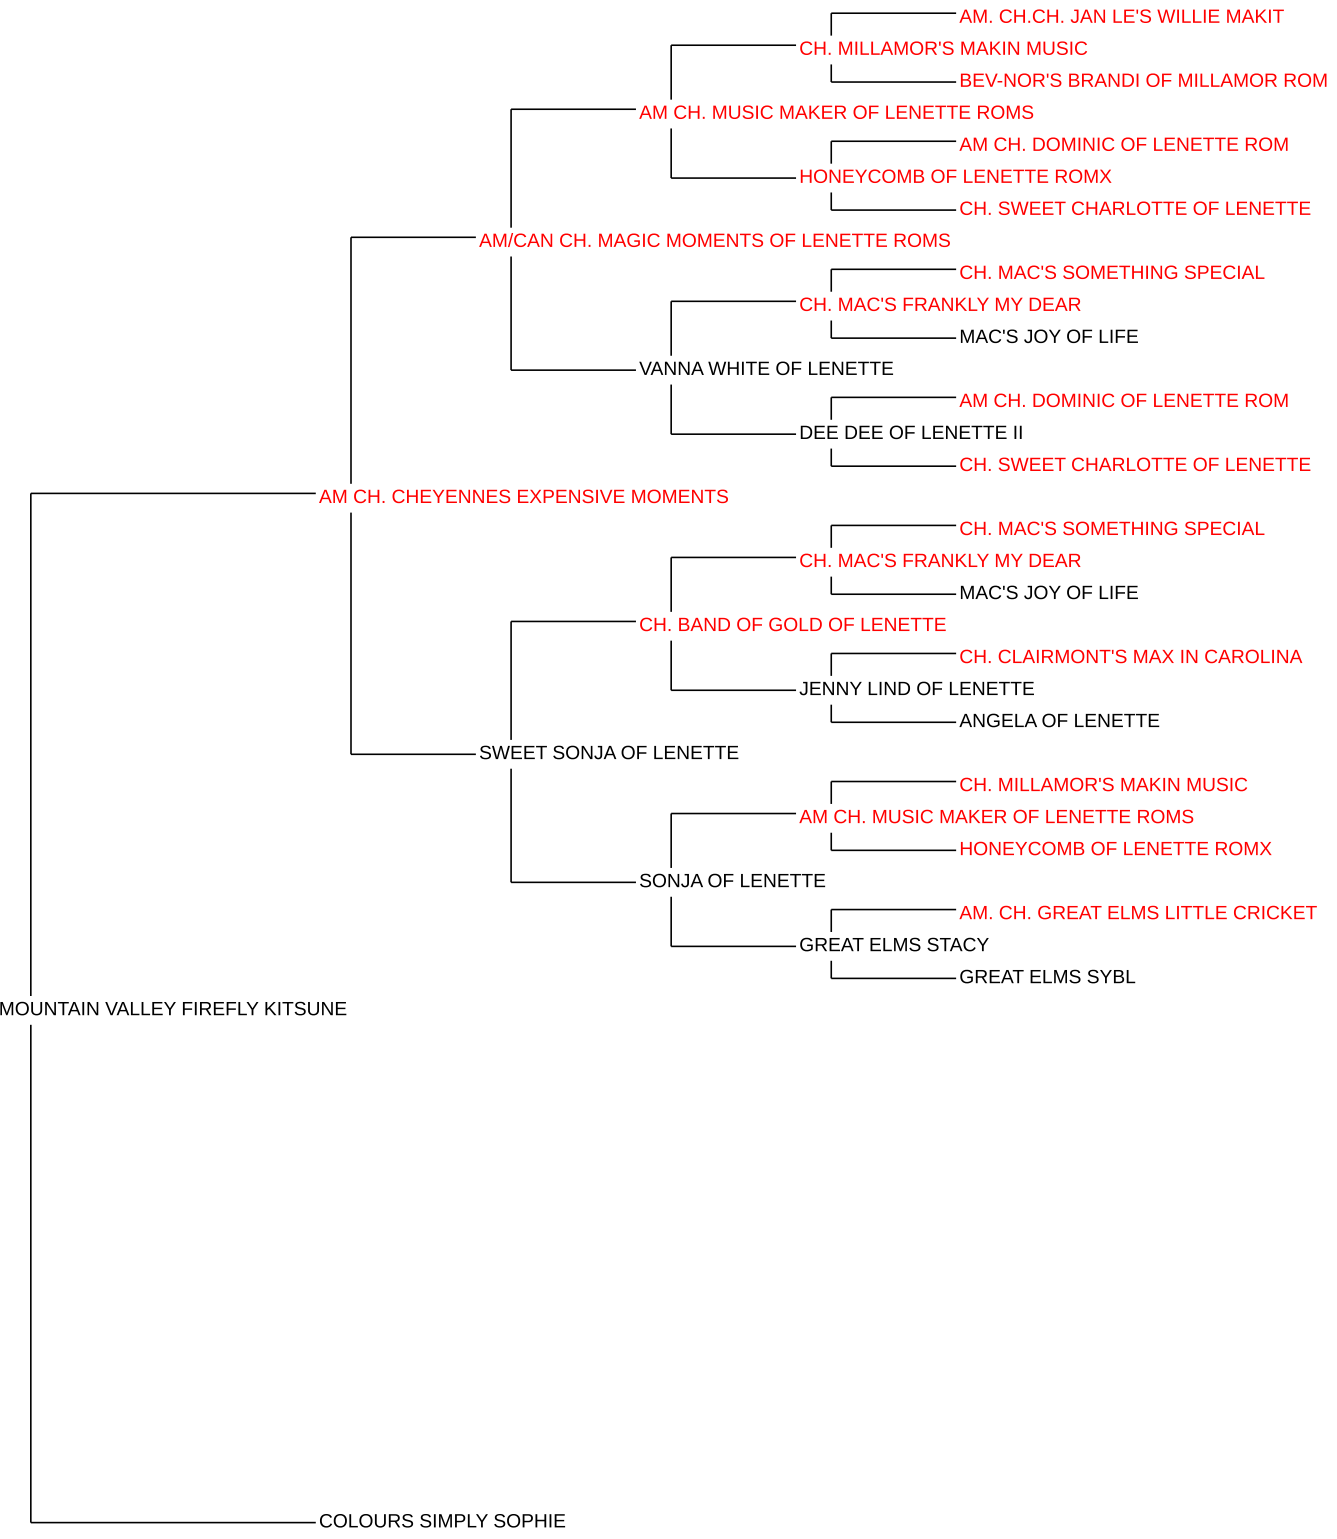 AM. CH.CH. JAN LE'S WILLIE MAKIT
CH. MILLAMOR'S MAKIN MUSIC
BEV-NOR'S BRANDI OF MILLAMOR ROM
AM CH. MUSIC MAKER OF LENETTE ROMS
AM CH. DOMINIC OF LENETTE ROM
HONEYCOMB OF LENETTE ROMX
CH. SWEET CHARLOTTE OF LENETTE
AM/CAN CH. MAGIC MOMENTS OF LENETTE ROMS
CH. MAC'S SOMETHING SPECIAL
CH. MAC'S FRANKLY MY DEAR
MAC'S JOY OF LIFE
VANNA WHITE OF LENETTE
AM CH. DOMINIC OF LENETTE ROM
DEE DEE OF LENETTE II
CH. SWEET CHARLOTTE OF LENETTE
AM CH. CHEYENNES EXPENSIVE MOMENTS
CH. MAC'S SOMETHING SPECIAL
CH. MAC'S FRANKLY MY DEAR
MAC'S JOY OF LIFE
CH. BAND OF GOLD OF LENETTE
CH. CLAIRMONT'S MAX IN CAROLINA
JENNY LIND OF LENETTE
ANGELA OF LENETTE
SWEET SONJA OF LENETTE
CH. MILLAMOR'S MAKIN MUSIC
AM CH. MUSIC MAKER OF LENETTE ROMS
HONEYCOMB OF LENETTE ROMX
SONJA OF LENETTE
AM. CH. GREAT ELMS LITTLE CRICKET
GREAT ELMS STACY
GREAT ELMS SYBL
MOUNTAIN VALLEY FIREFLY KITSUNE
COLOURS SIMPLY SOPHIE